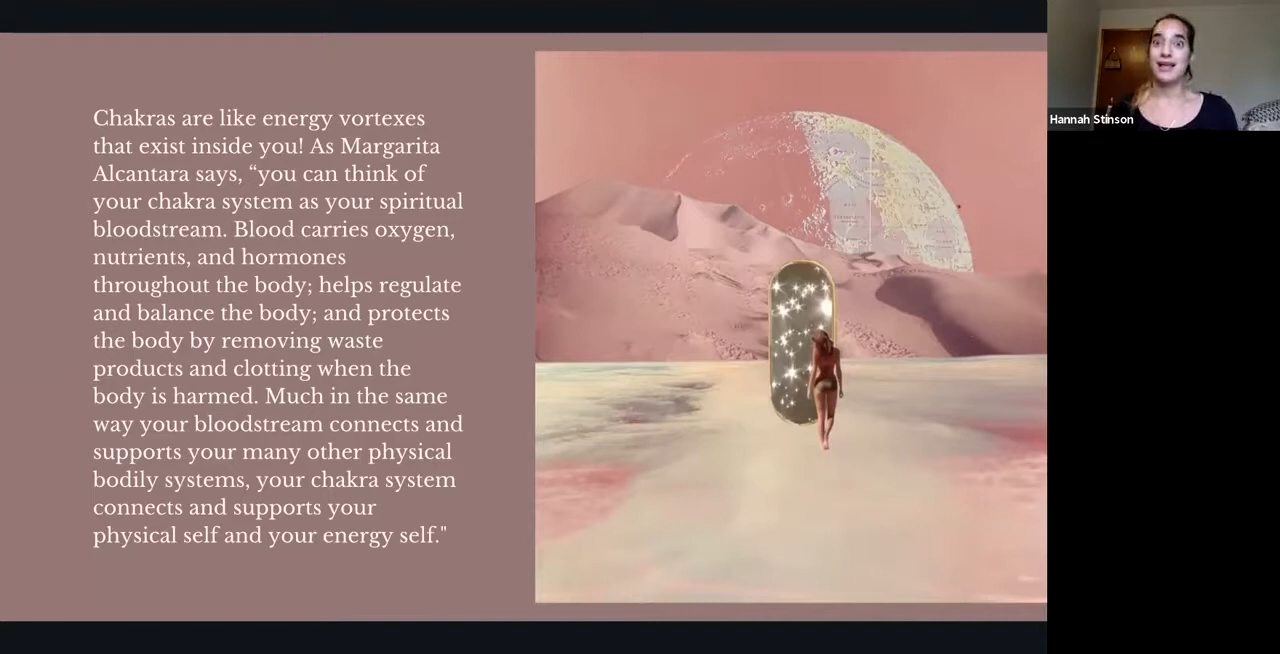 Chakras are like energy vortexes
that exist inside you! As Margarita
Alcantara says, “you can think of
your chakra system as your spiritual
bloodstream. Blood carries oxygen,
nutrients, and hormones
throughout the body; helps regulate
and balance the body; and protects
the body by removing waste
products and clotting when the
body is harmed. Much in the same
way your bloodstream connects and
supports your many other physical
bodily systems, your chakra system
connects and supports your
physical self and your energy self."
Hannah Stinson